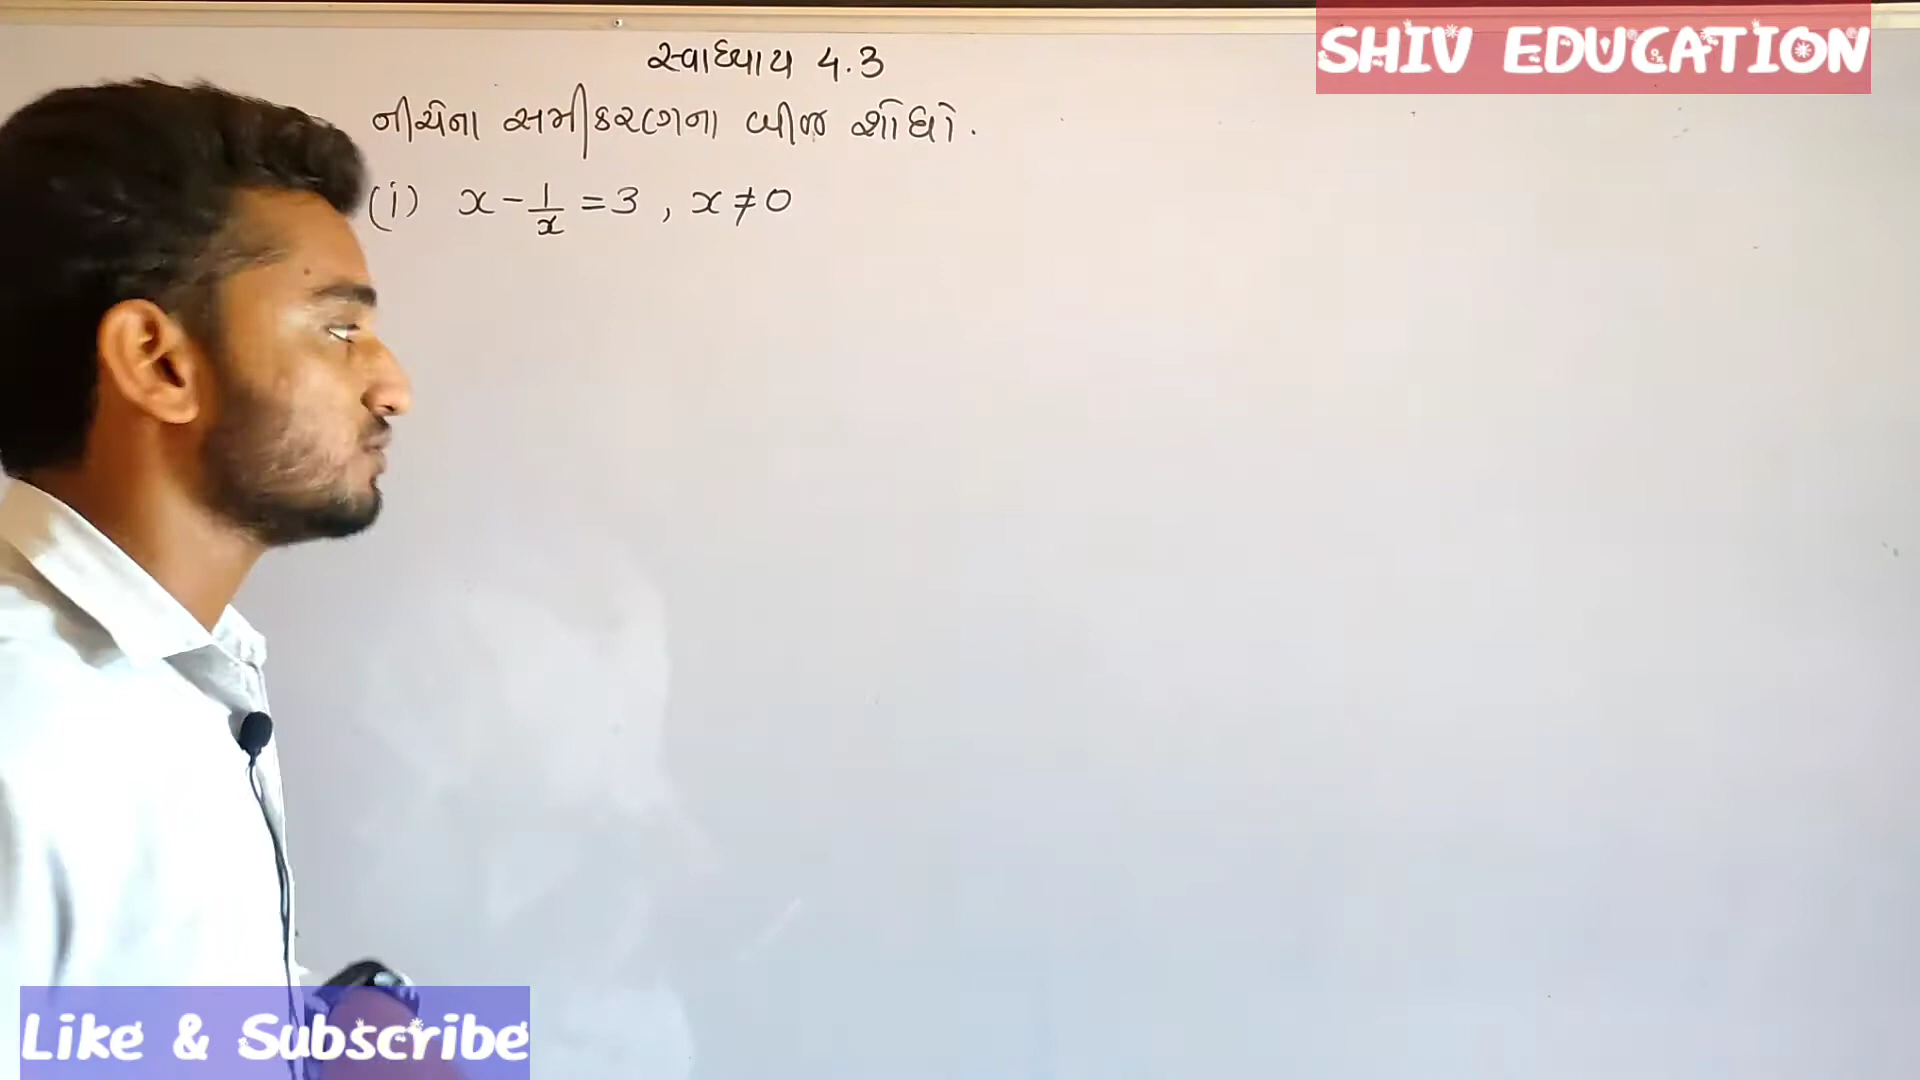 SHIV EDUCATION
સ્વાધ્યાય 4.3
નીચેના સમીકરણના બીજ શોધો.
(i) x - 1/x = 3 , x ≠ 0
Like & Subscribe